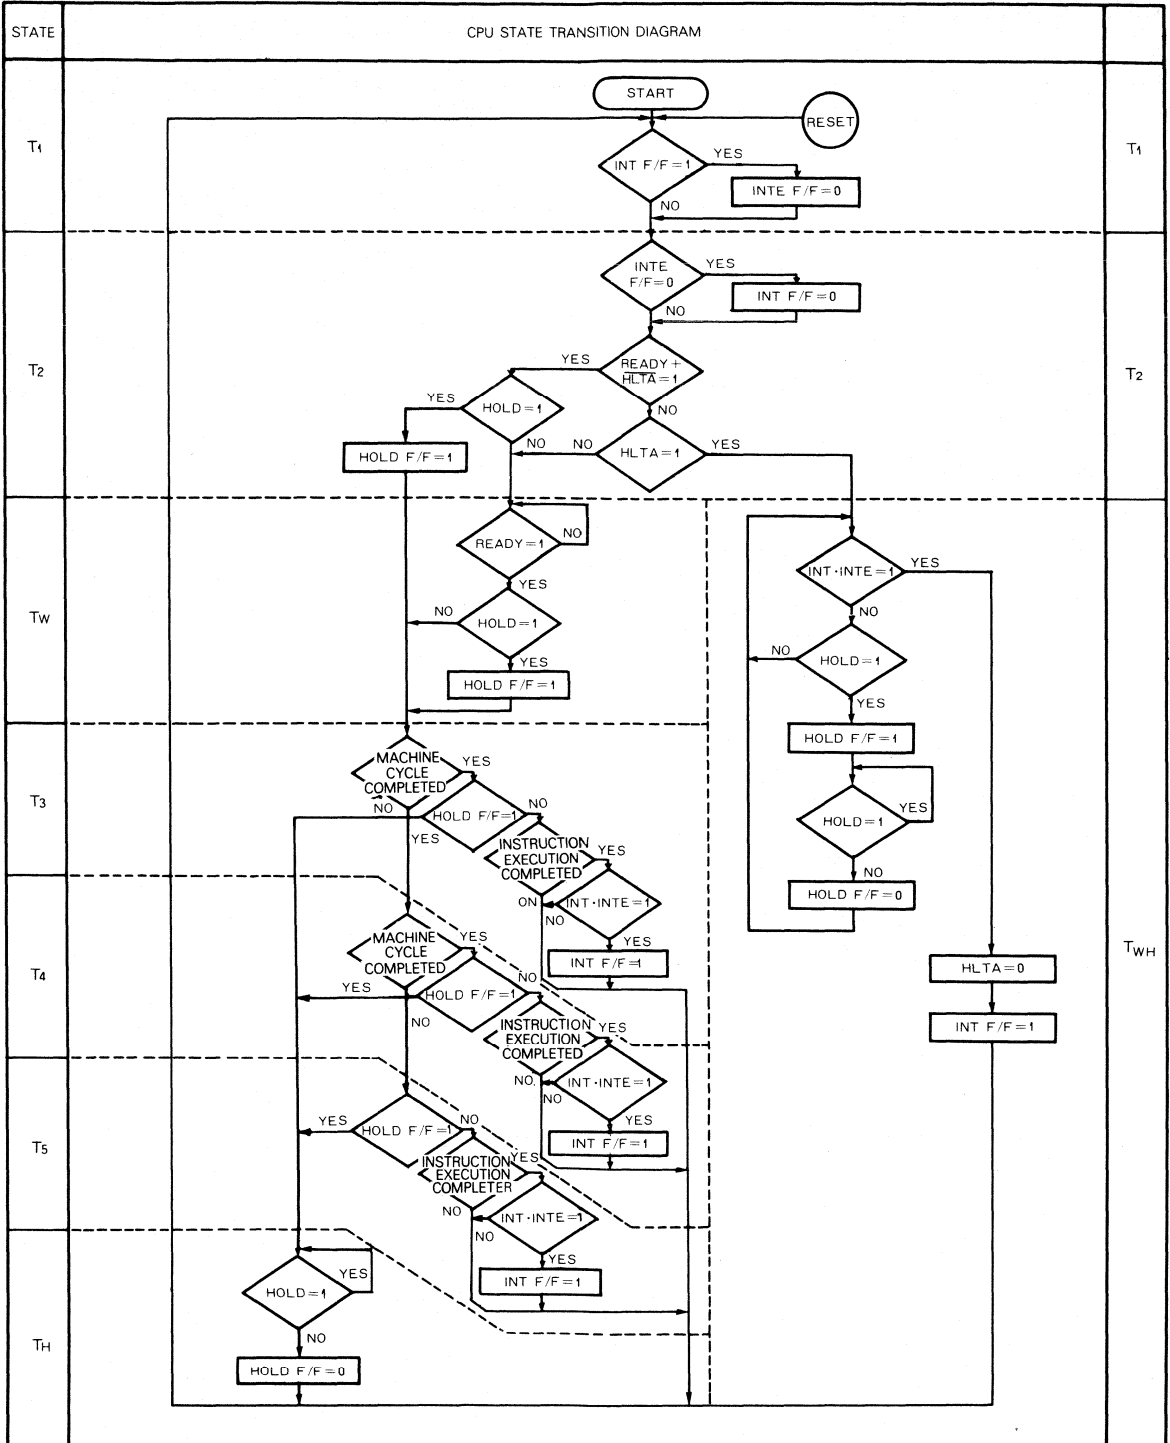 STATE
CPU STATE TRANSITION DIAGRAM
START
RESET
T1
T1
INT F/F=1
YES
INTE F/F=0
NO
INTE
F/F=0
YES
INT F/F=0
NO
T2
T2
YES
READY+
HLTA=1
NO
YES
HOLD=1
NO
NO
HLTA=1
YES
HOLD F/F=1
READY=1
NO
YES
INT·INTE=1
YES
NO
TW
NO
HOLD=1
YES
HOLD F/F=1
NO
HOLD=1
YES
HOLD F/F=1
MACHINE
CYCLE
COMPLETED
YES
T3
NO
HOLD F/F=1
NO
YES
HOLD=1
YES
NO
HOLD F/F=0
INSTRUCTION
EXECUTION
COMPLETED
YES
ON
INT·INTE=1
NO
YES
INT F/F=1
MACHINE
CYCLE
COMPLETED
YES
T4
YES
HOLD F/F=1
NO
NO
TWH
HLTA=0
INT F/F=1
INSTRUCTION
EXECUTION
COMPLETED
YES
NO.
INT·INTE=1
NO
YES
INT F/F=1
T5
YES
HOLD F/F=1
NO
INSTRUCTION
EXECUTION
COMPLETER
YES
NO
INT·INTE=1
NO
YES
INT F/F=1
TH
HOLD=1
YES
NO
HOLD F/F=0